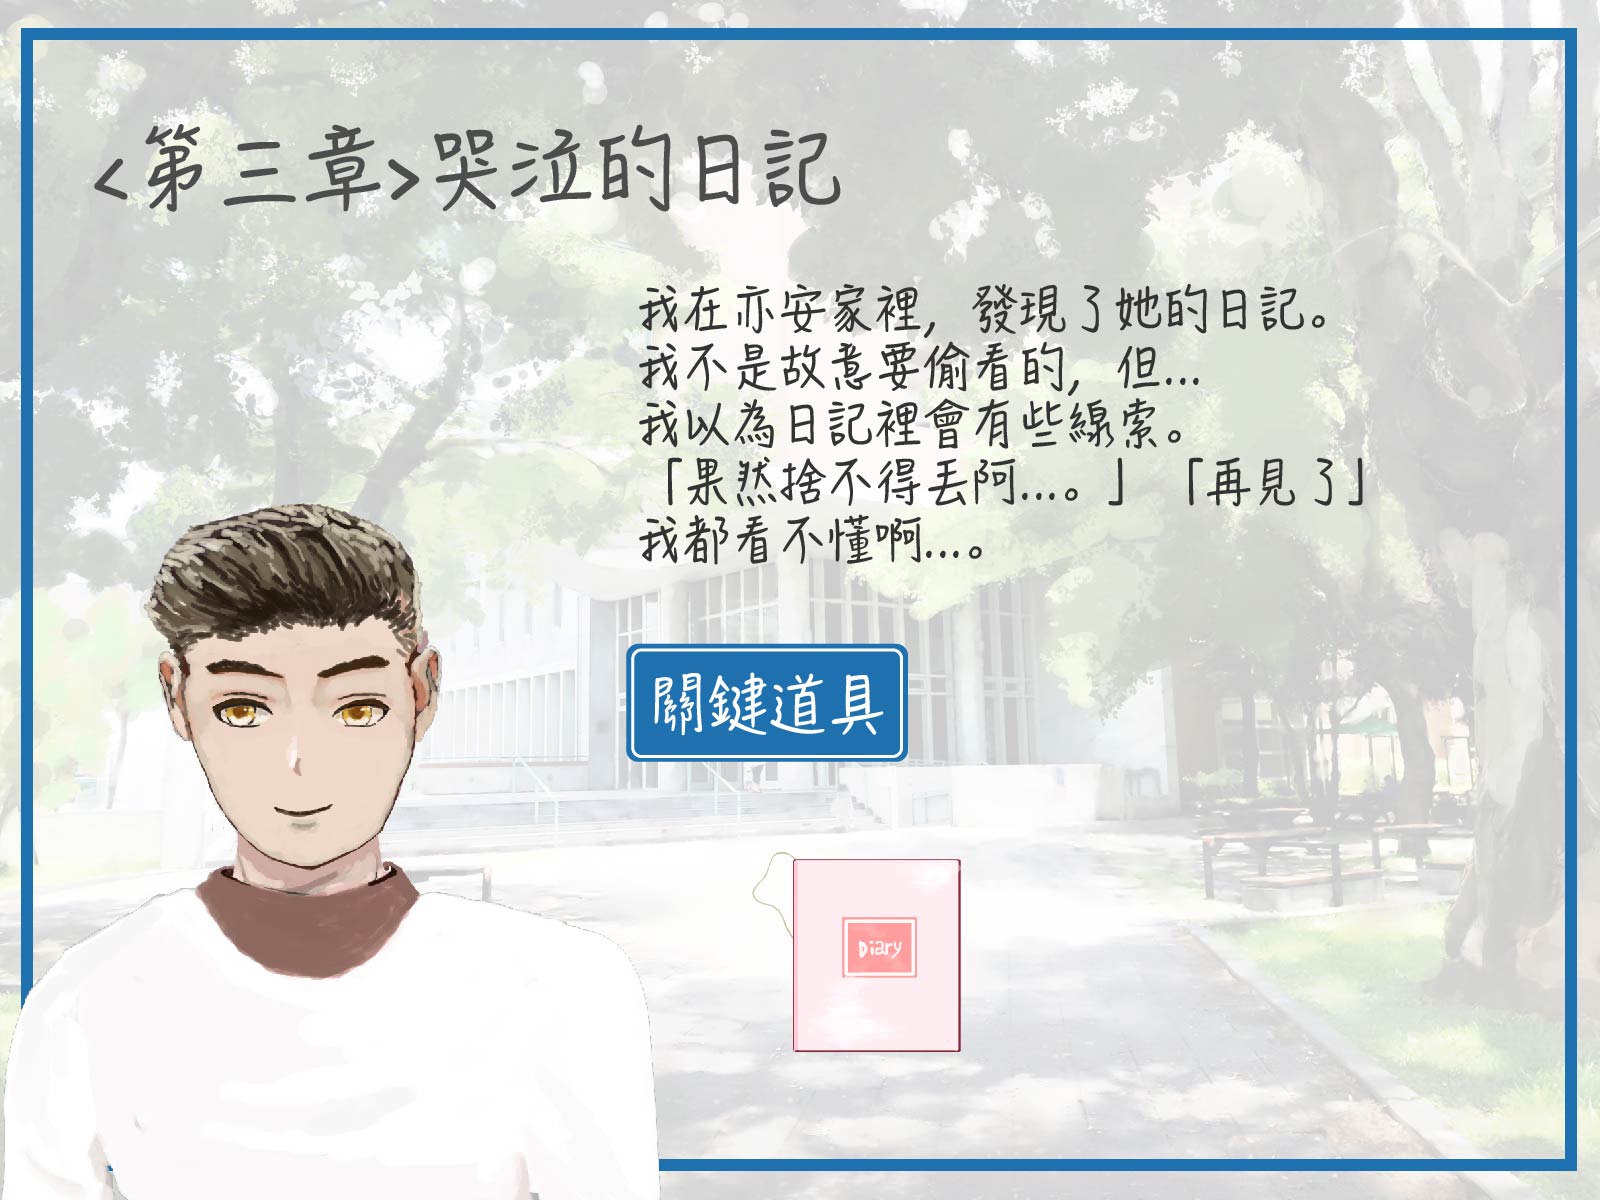 <第三章>哭泣的日記
我在亦安家裡，發現了她的日記。
我不是故意要偷看的，但...
我以為日記裡會有些線索。
「果然捨不得丟阿...。」「再見了」
我都看不懂啊...。
關鍵道具
Diary